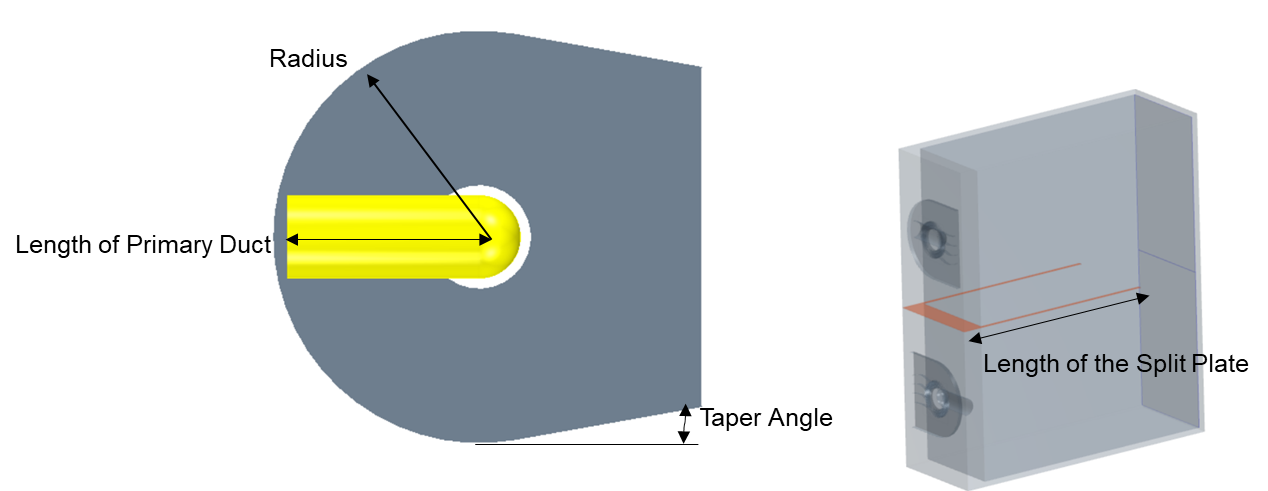 Radius
Length of Primary Duct
Taper Angle
Length of the Split Plate